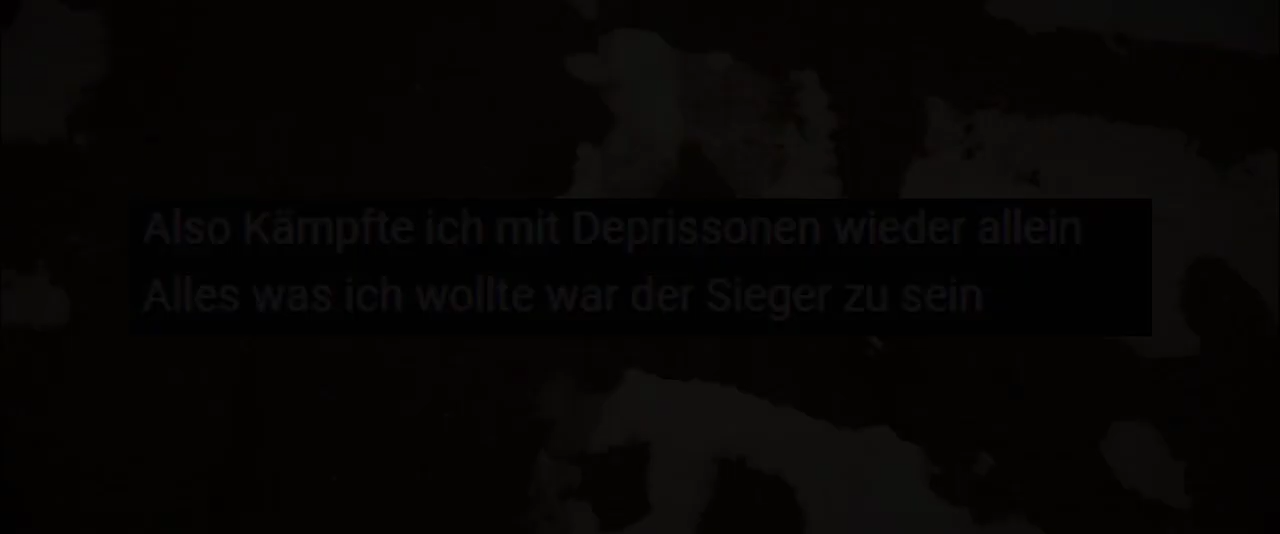 Also Kämpfte ich mit Deprissonen wieder allein
Alles was ich wollte war der Sieger zu sein